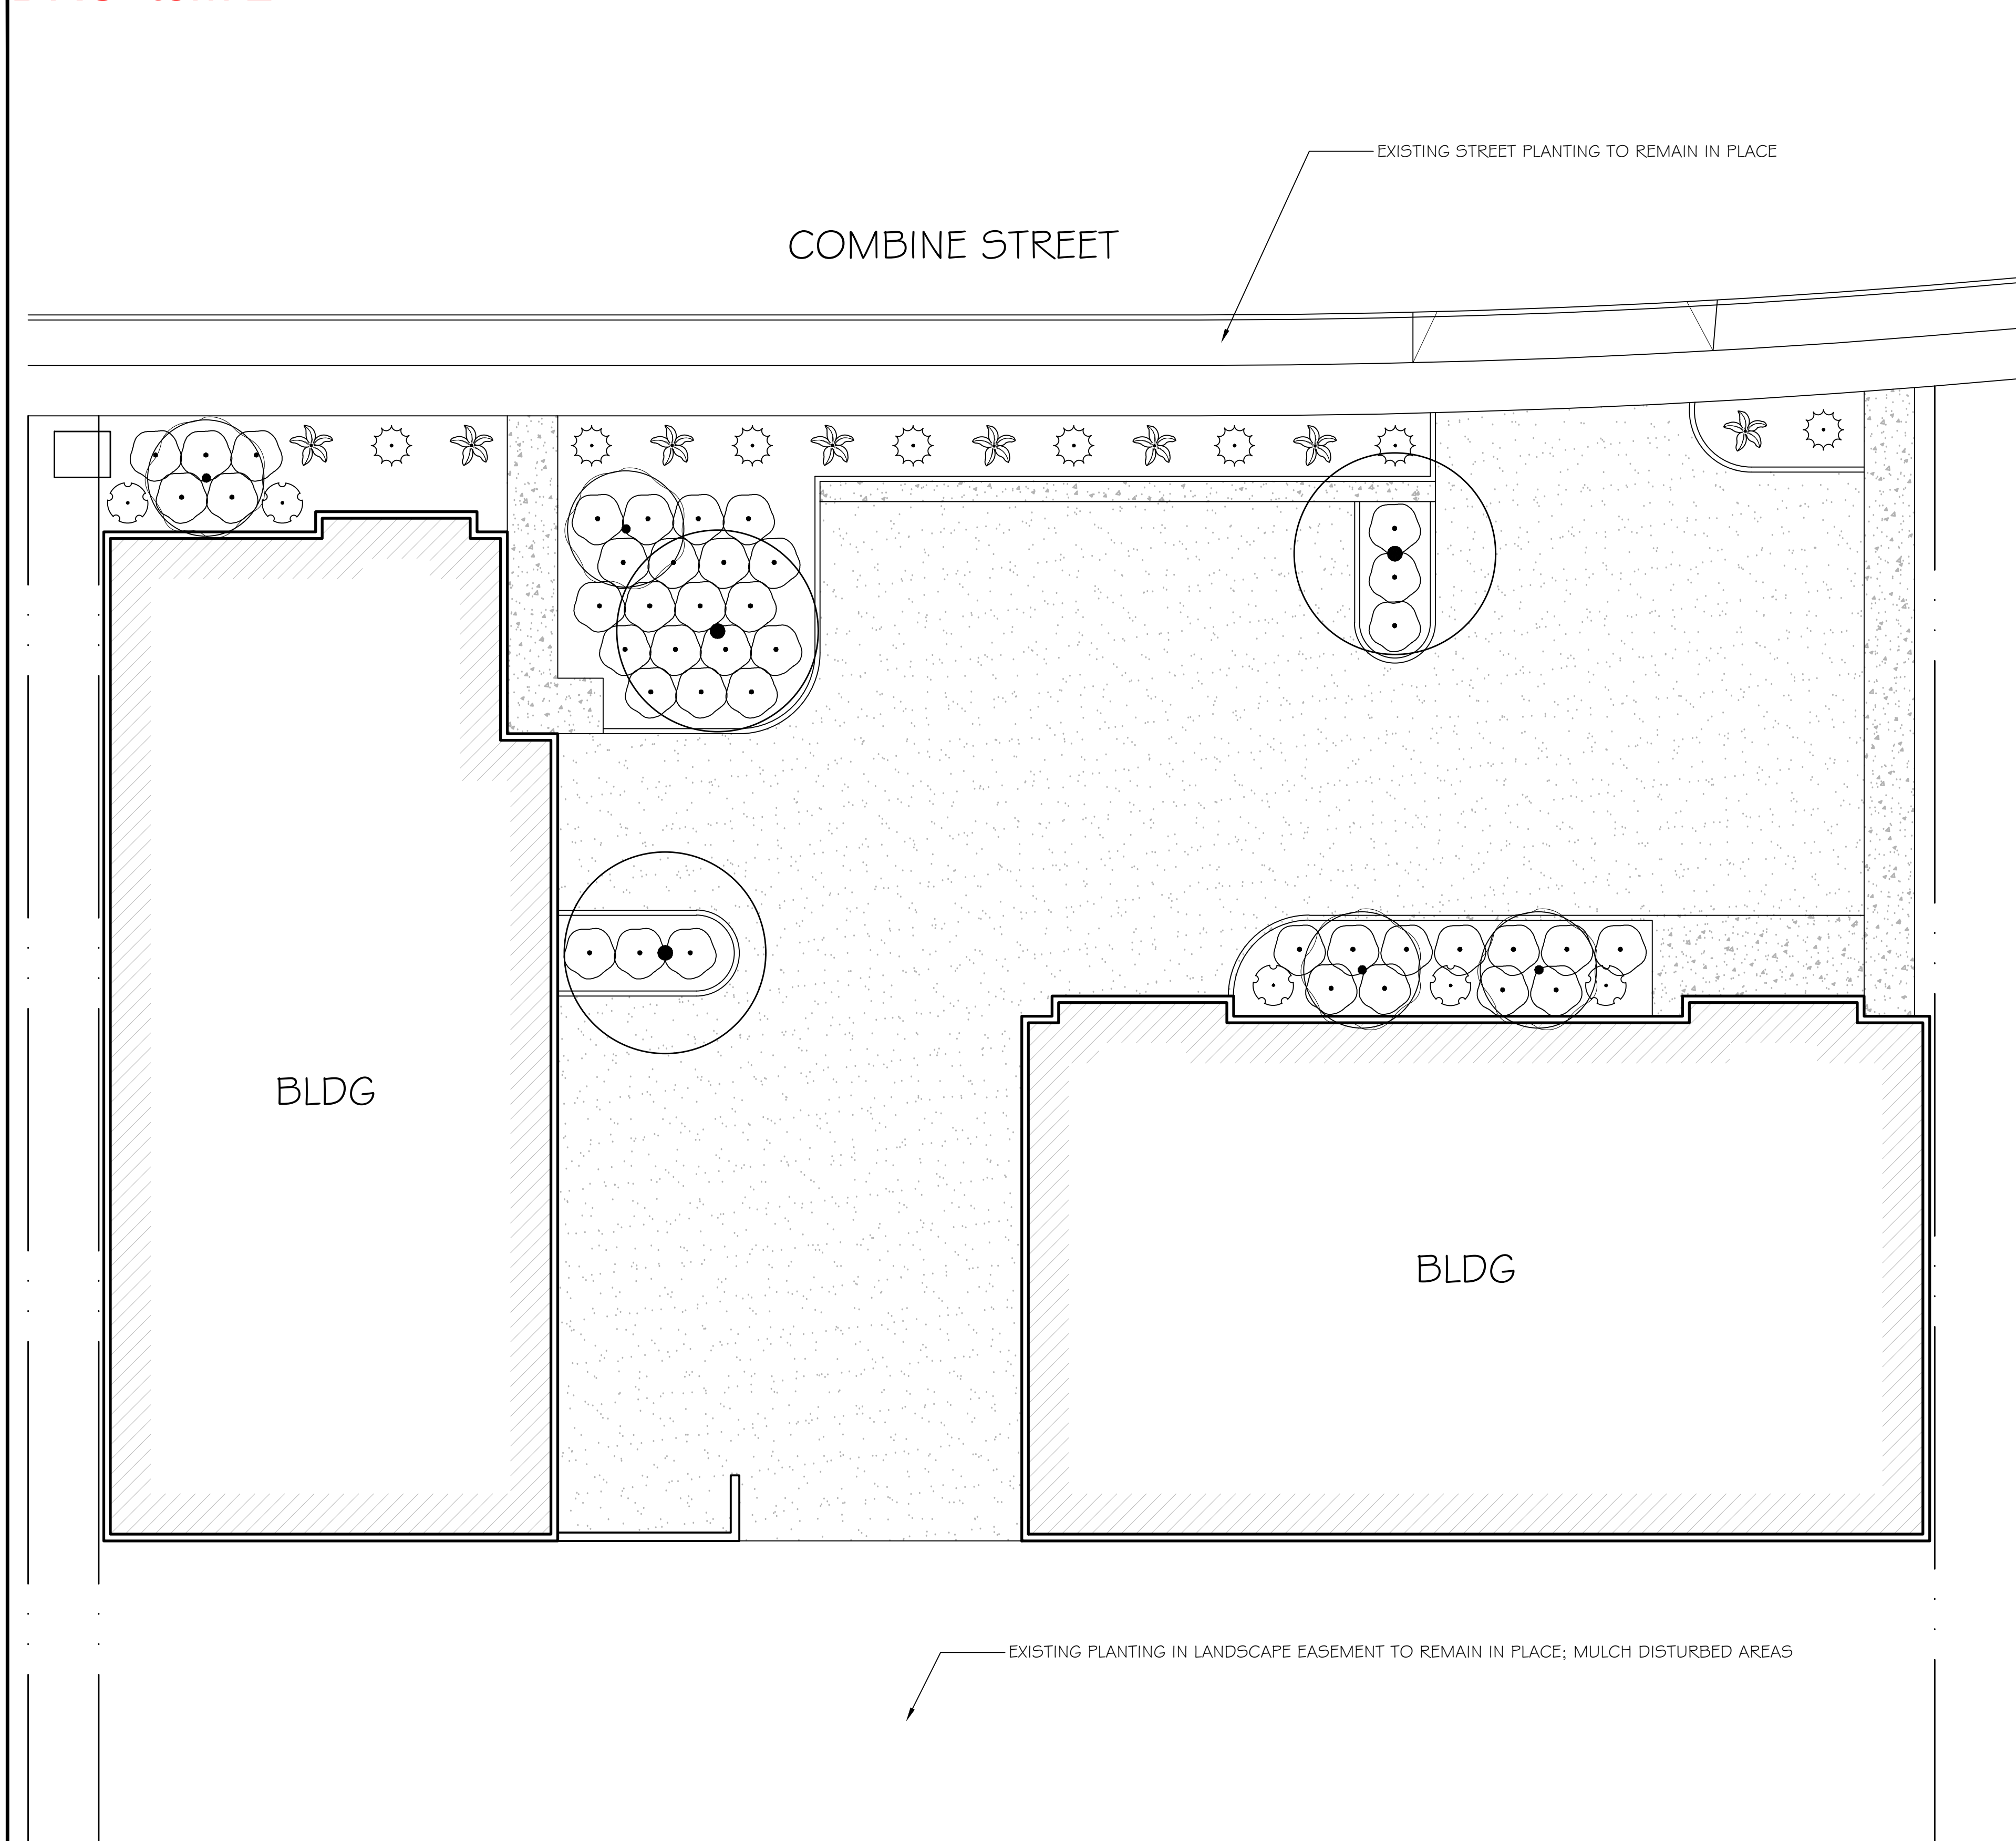 EXISTING STREET PLANTING TO REMAIN IN PLACE
COMBINE STREET
BLDG
BLDG
EXISTING PLANTING IN LANDSCAPE EASEMENT TO REMAIN IN PLACE; MULCH DISTURBED AREAS